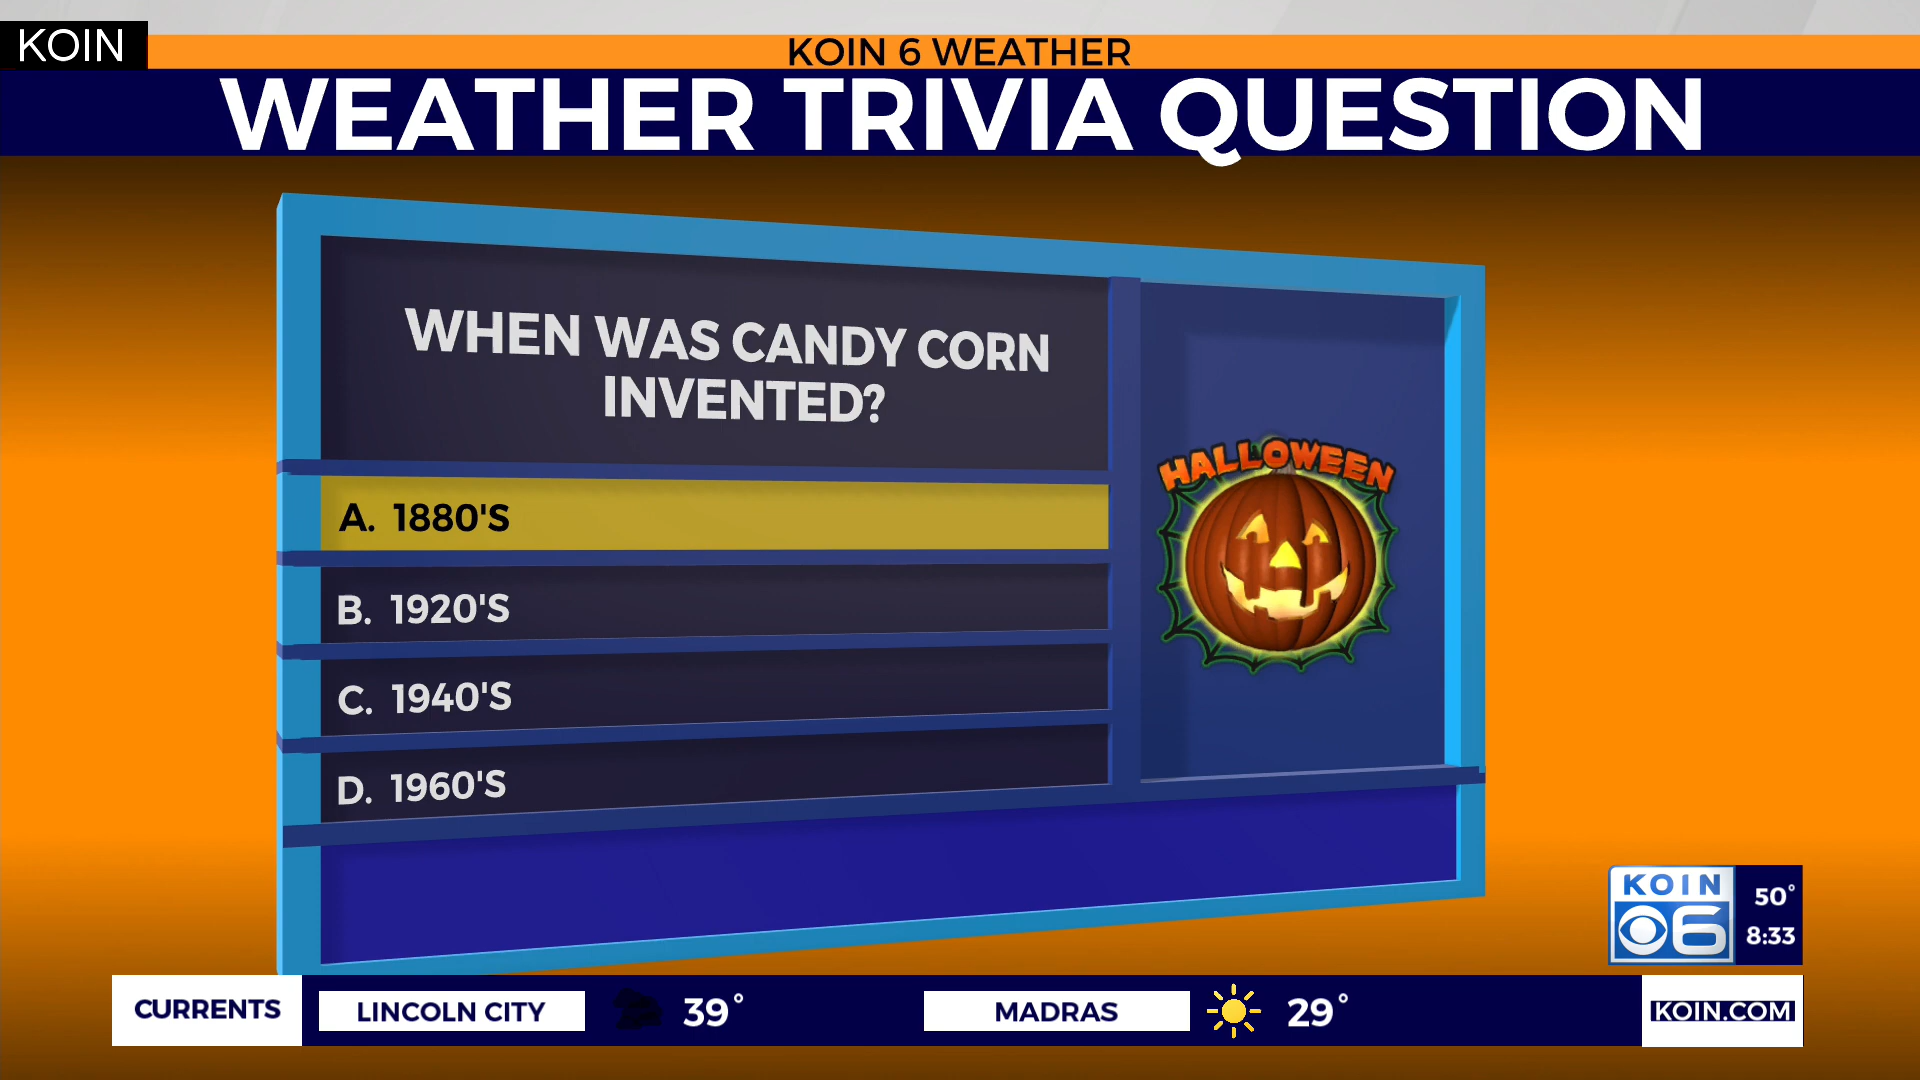 KOIN
KOIN 6 WEATHER
WEATHER TRIVIA QUESTION
WHEN WAS CANDY CORN
INVENTED?
A. 1880'S
B. 1920'S
C. 1940'S
D. 1960'S
HALLOWEEN
KOIN
6
50°
8:33
CURRENTS
LINCOLN CITY
39°
MADRAS
29°
KOIN.COM